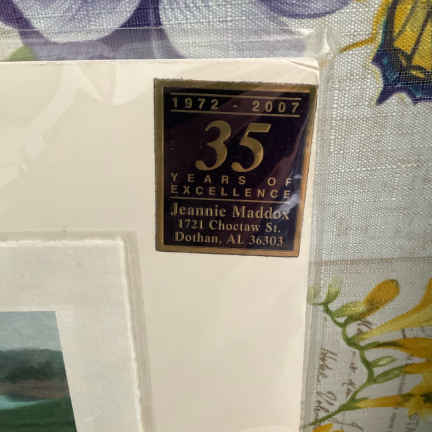 1972 - 2007
35
YEARS OF
EXCELLENCE
Jeannie Maddox
1721 Choctaw St.
Dothan, AL 36303